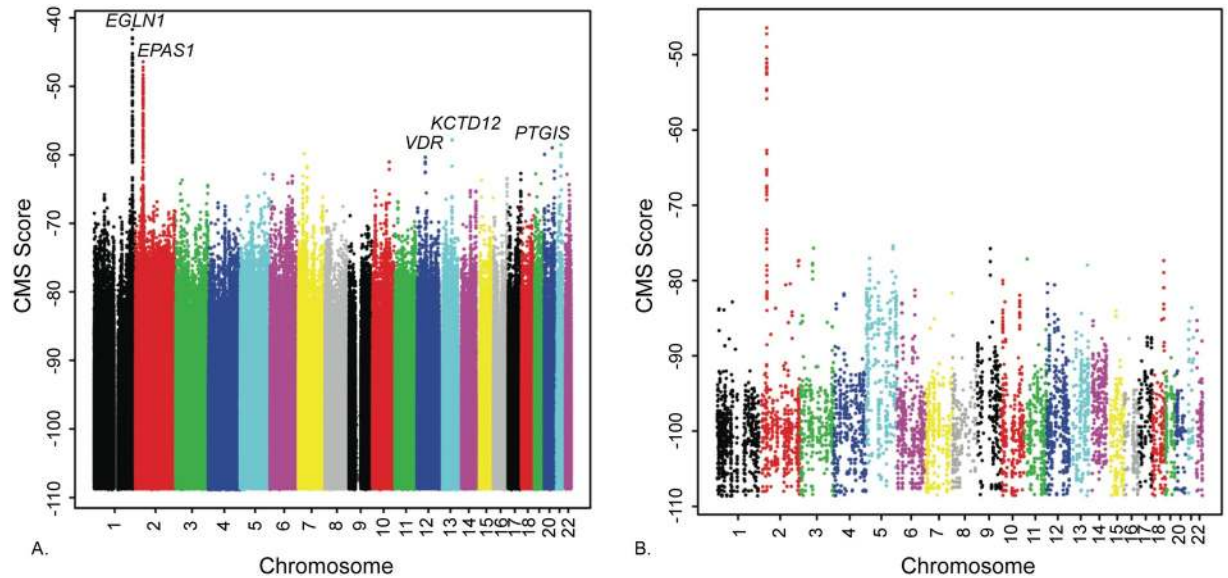 EGLN1
EPAS1
VDR
KCTD12
PTGIS
CMS Score
-40
-50
-60
-70
-80
-90
-100
-110
1 2 3 4 5 6 7 8 9 10 11 12 13 14 15 16 17 18 20 22
Chromosome
A.
CMS Score
-50
-60
-70
-80
-90
-100
-110
1 2 3 4 5 6 7 8 9 10 11 12 13 14 15 16 17 18 20 22
Chromosome
B.